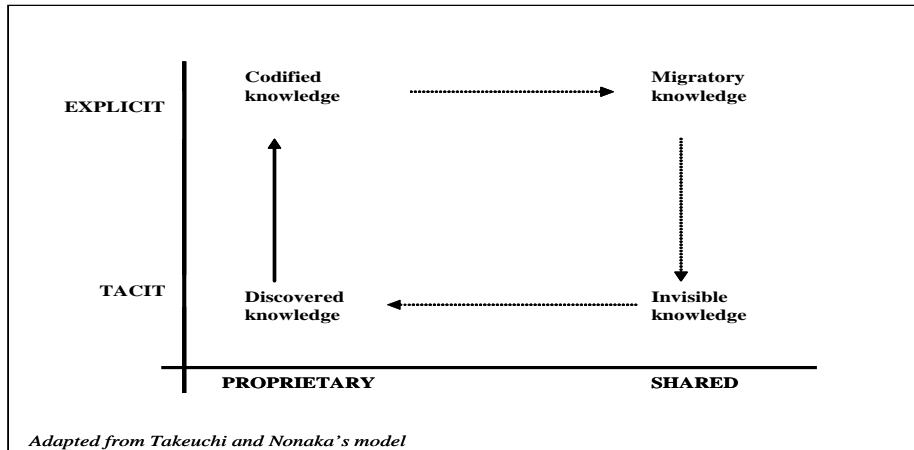 Codified
knowledge
Migratory
knowledge
EXPLICIT
TACIT
Discovered
knowledge
Invisible
knowledge
PROPRIETARY
SHARED
Adapted from Takeuchi and Nonaka's model